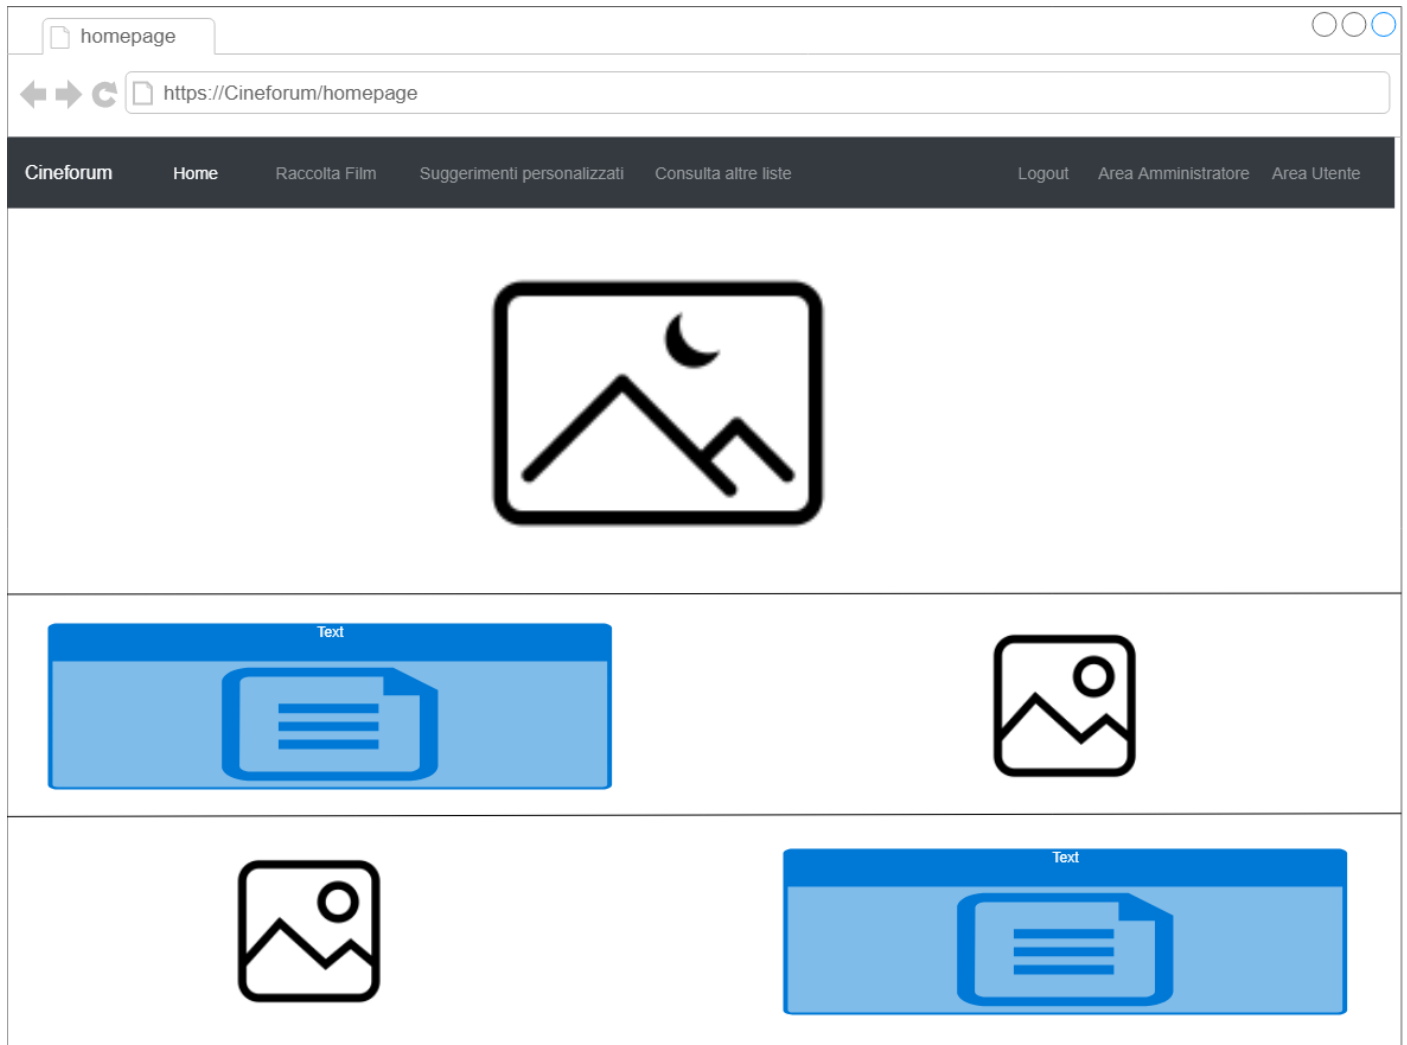 homepage
https://Cineforum/homepage
Cineforum Home Raccolta Film Suggerimenti personalizzati Consulta altre liste Logout Area Amministratore Area Utente
Text
Text